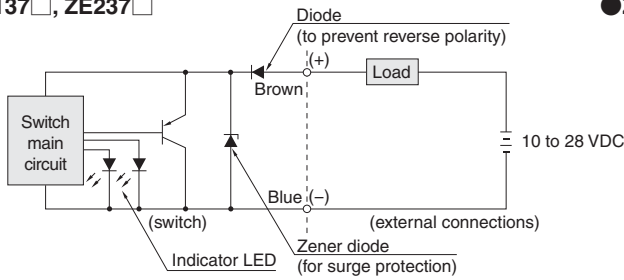 137□, ZE237□
Diode
(to prevent reverse polarity)
(+)
Load
Brown
Switch
main
circuit
10 to 28 VDC
Blue (–)
(switch)
(external connections)
Zener diode
Indicator LED
(for surge protection)